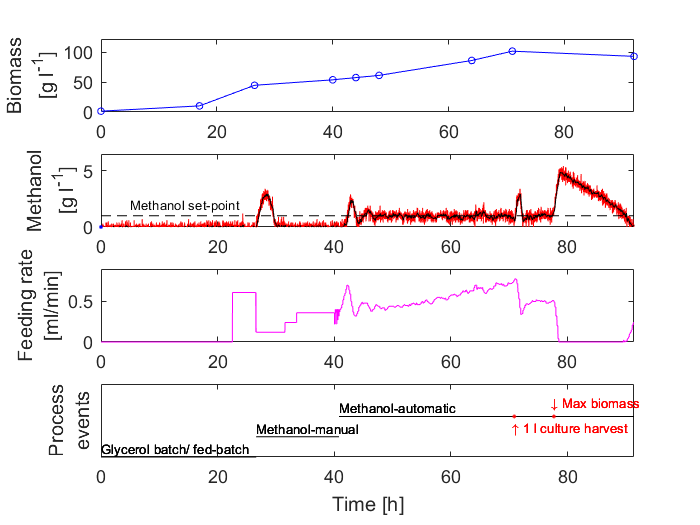 Biomass
[g l-1]
100
50
0
0
20
40
60
80
Methanol
[g l-1]
5
0
Methanol set-point
0
20
40
60
80
Feeding rate
[ml/min]
0.5
0
0
20
40
60
80
Process
events
Methanol-automatic
↓ Max biomass
Methanol-manual
↑ 1 l culture harvest
Glycerol batch/ fed-patch
0
20
40
60
80
Time [h]